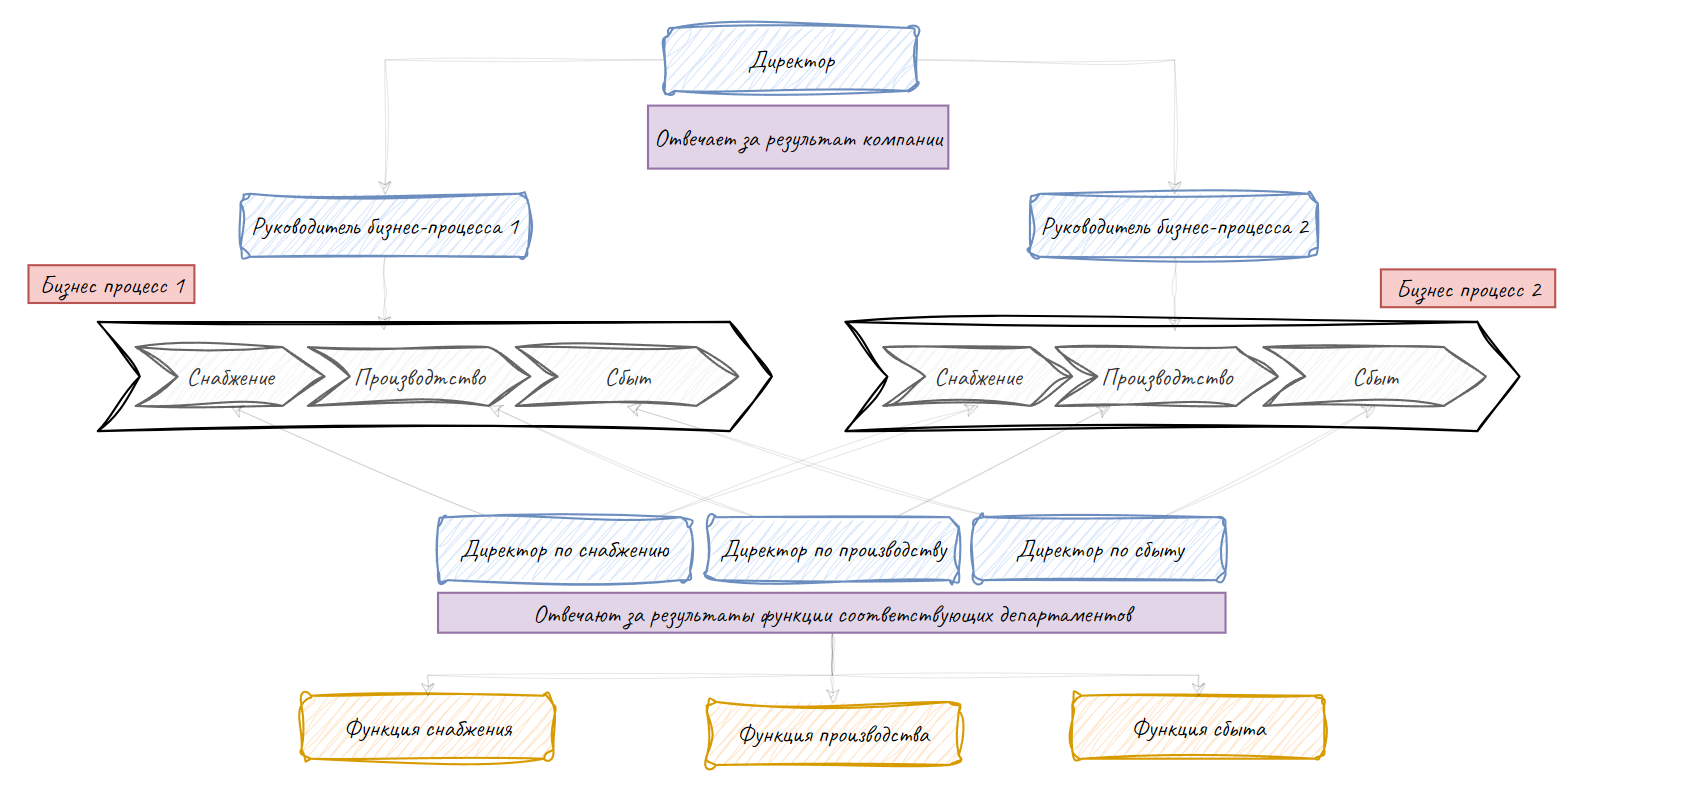 Директор
Отвечает за результат компании
Руководитель бизнес-процесса 1
Руководитель бизнес-процесса 2
Бизнес процесс 1
Бизнес процесс 2
Снабжение
Производтство
Сбыт
Снабжение
Производтство
Сбыт
Директор по снабжению
Директор по производству
Директор по сбыту
Отвечают за результаты функции соответствующих департаментов
Функция снабжения
Функция производства
Функция сбыта